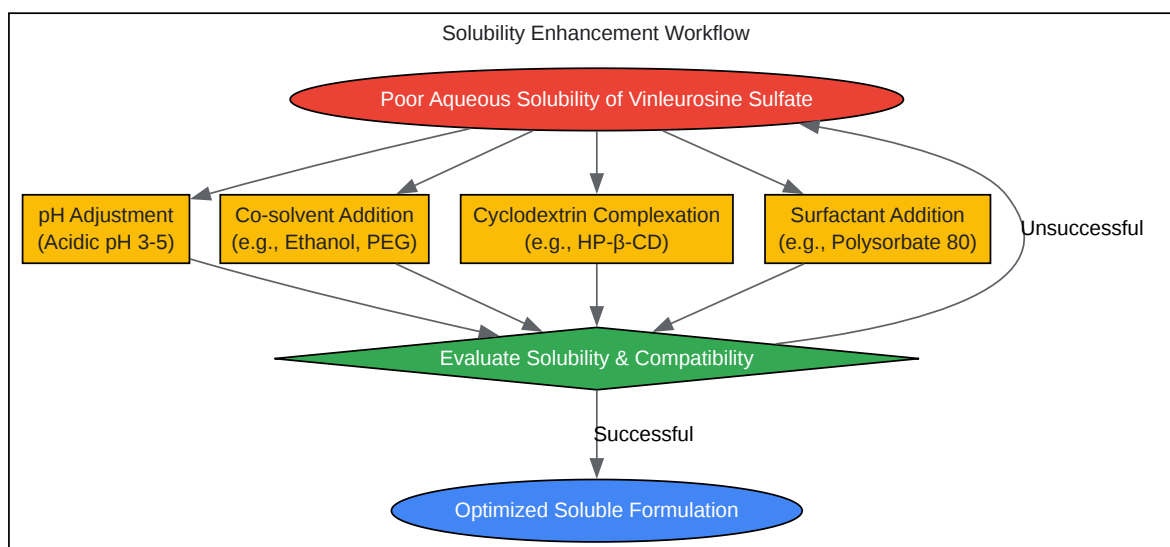 Solubility Enhancement Workflow
Poor Aqueous Solubility of Vinleurosine Sulfate
pH Adjustment
(Acidic pH 3-5)
Co-solvent Addition
(e.g., Ethanol, PEG)
Cyclodextrin Complexation
(e.g., HP-β-CD)
Surfactant Addition
(e.g., Polysorbate 80)
Unsuccessful
Evaluate Solubility & Compatibility
Successful
Optimized Soluble Formulation